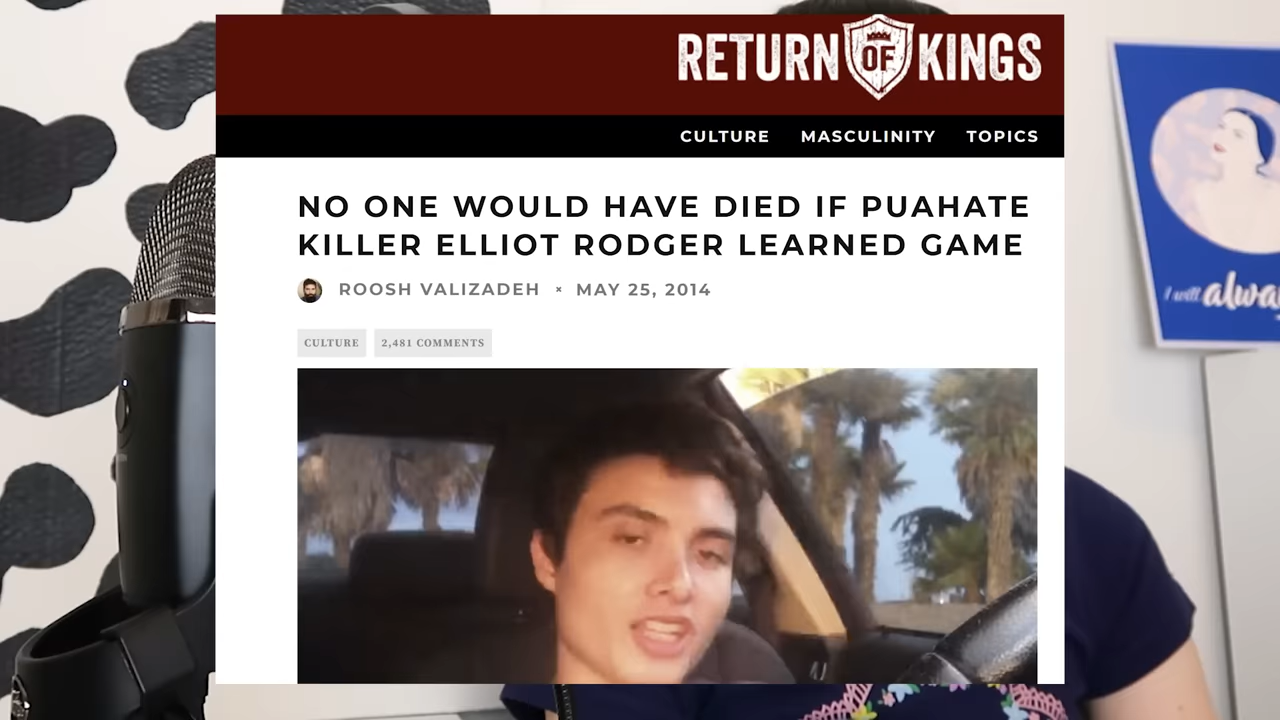 RETURN OF KINGS
CULTURE MASCULINITY TOPICS
NO ONE WOULD HAVE DIED IF PUAHATE
KILLER ELLIOT RODGER LEARNED GAME
ROOSH VALIZADEH × MAY 25, 2014
CULTURE 2,481 COMMENTS
I will alway